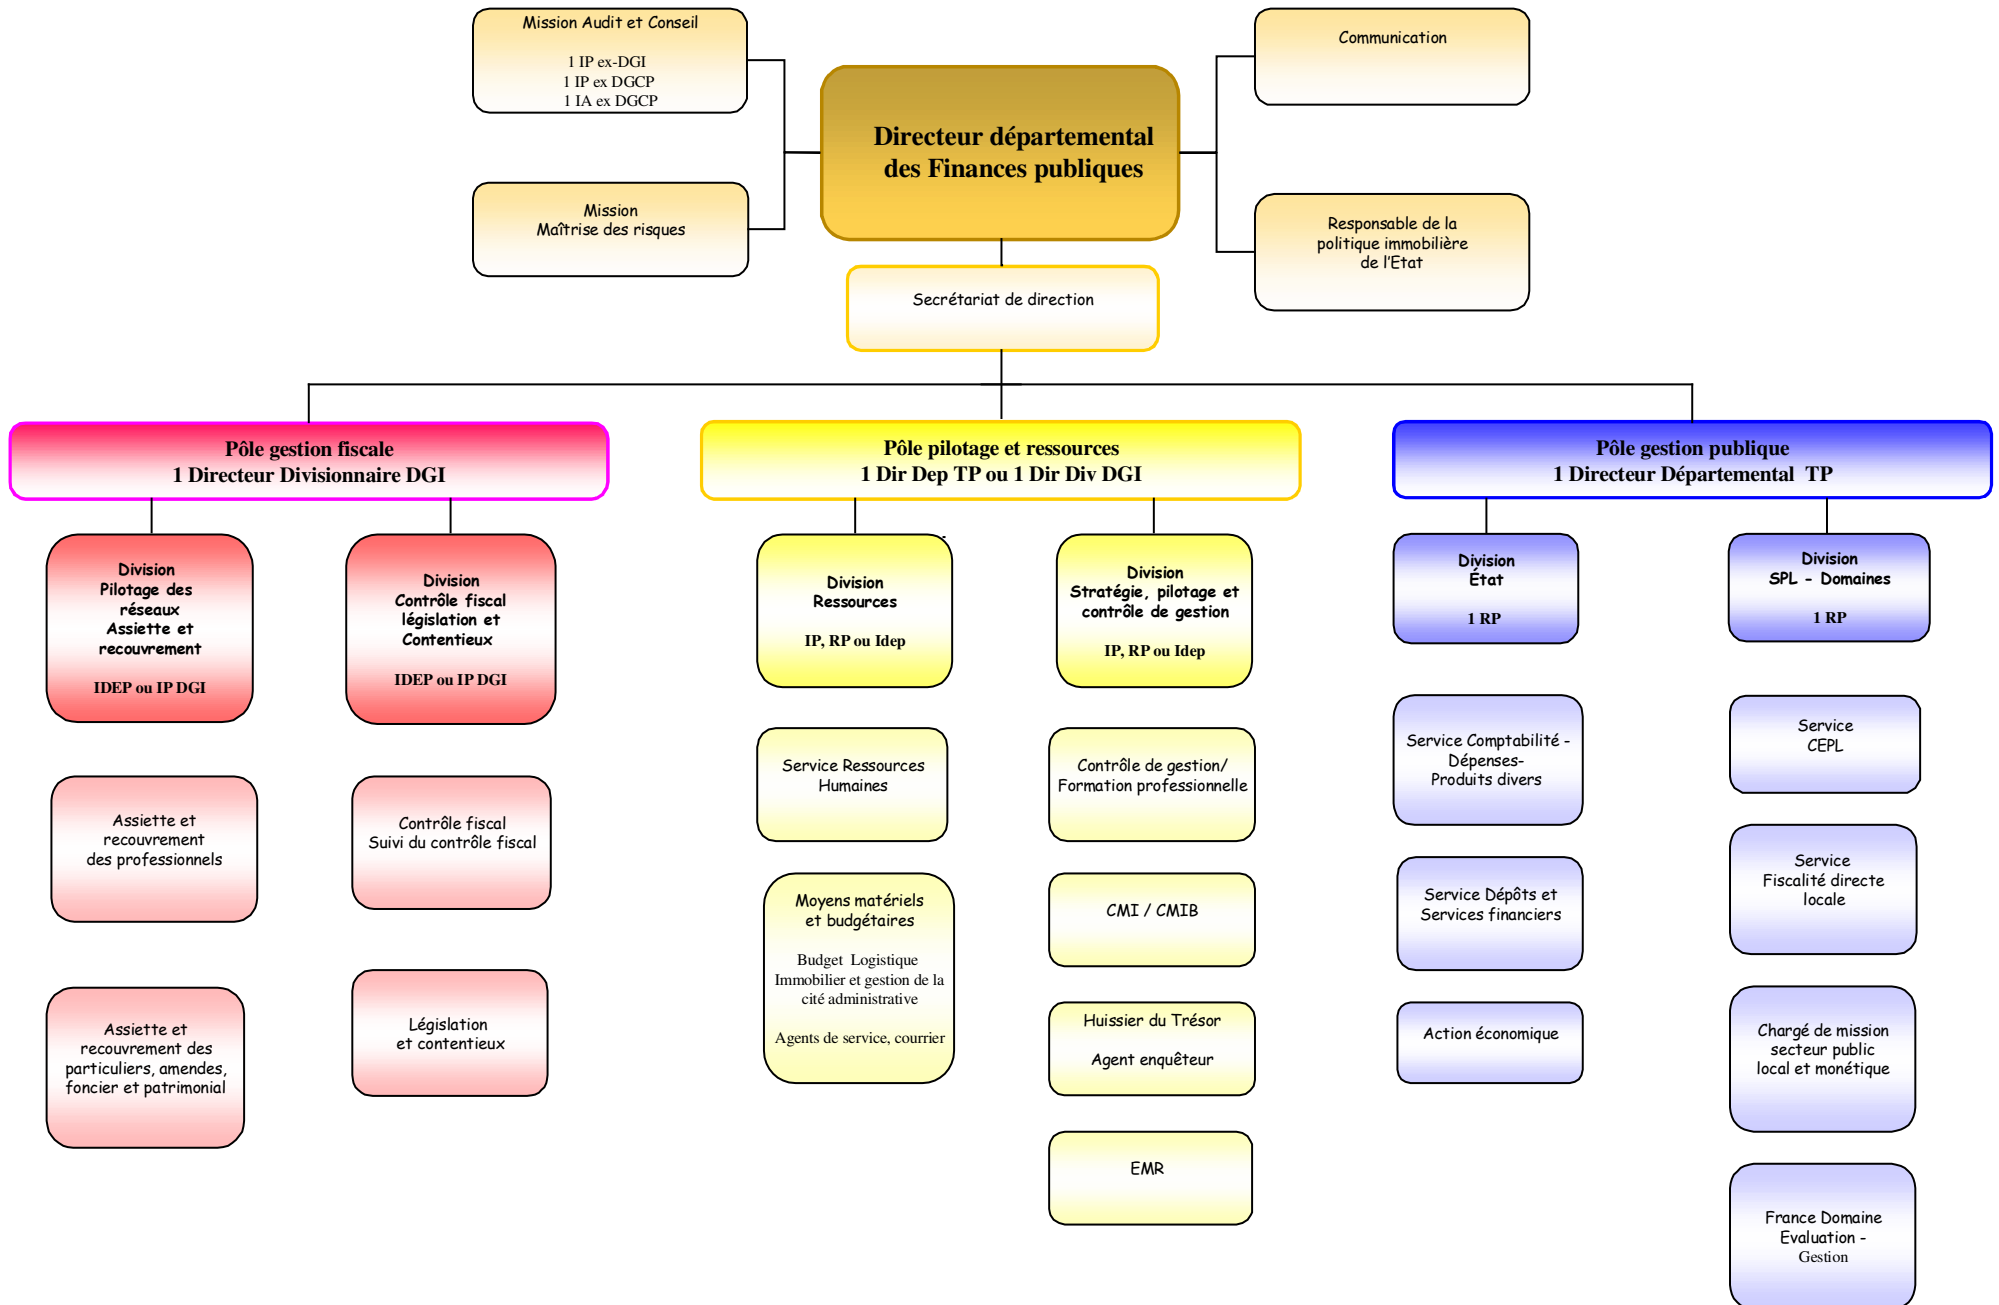 Mission Audit et Conseil
1 IP ex-DGI
1 IP ex DGCP
1 IA ex DGCP
Communication
Directeur départemental
des Finances publiques
Mission
Maîtrise des risques
Responsable de la
politique immobilière
de l'Etat
Secrétariat de direction
Pôle gestion fiscale
1 Directeur Divisionnaire DGI
Pôle pilotage et ressources
1 Dir Dep TP ou 1 Dir Div DGI
Pôle gestion publique
1 Directeur Départemental TP
Division
Pilotage des
réseaux
Assiette et
recouvrement
IDEP ou IP DGI
Division
Contrôle fiscal
législation et
Contentieux
IDEP ou IP DGI
Division
Ressources
IP, RP ou Idep
Division
Stratégie, pilotage et
contrôle de gestion
IP, RP ou Idep
Division
État
1 RP
Division
SPL - Domaines
1 RP
Assiette et
recouvrement
des professionnels
Assiette et
recouvrement des
particuliers, amendes,
foncier et patrimonial
Contrôle fiscal
Suivi du contrôle fiscal
Législation
et contentieux
Service Ressources
Humaines
Moyens matériels
et budgétaires
Budget Logistique
Immobilier et gestion de la
cité administrative
Agents de service, courrier
Contrôle de gestion/
Formation professionnelle
CMI / CMIB
Huissier du Trésor
Agent enquêteur
EMR
Service Comptabilité -
Dépenses-
Produits divers
Service Dépôts et
Services financiers
Action économique
Service
CEPL
Service
Fiscalité directe
locale
Chargé de mission
secteur public
local et monétique
France Domaine
Evaluation -
Gestion